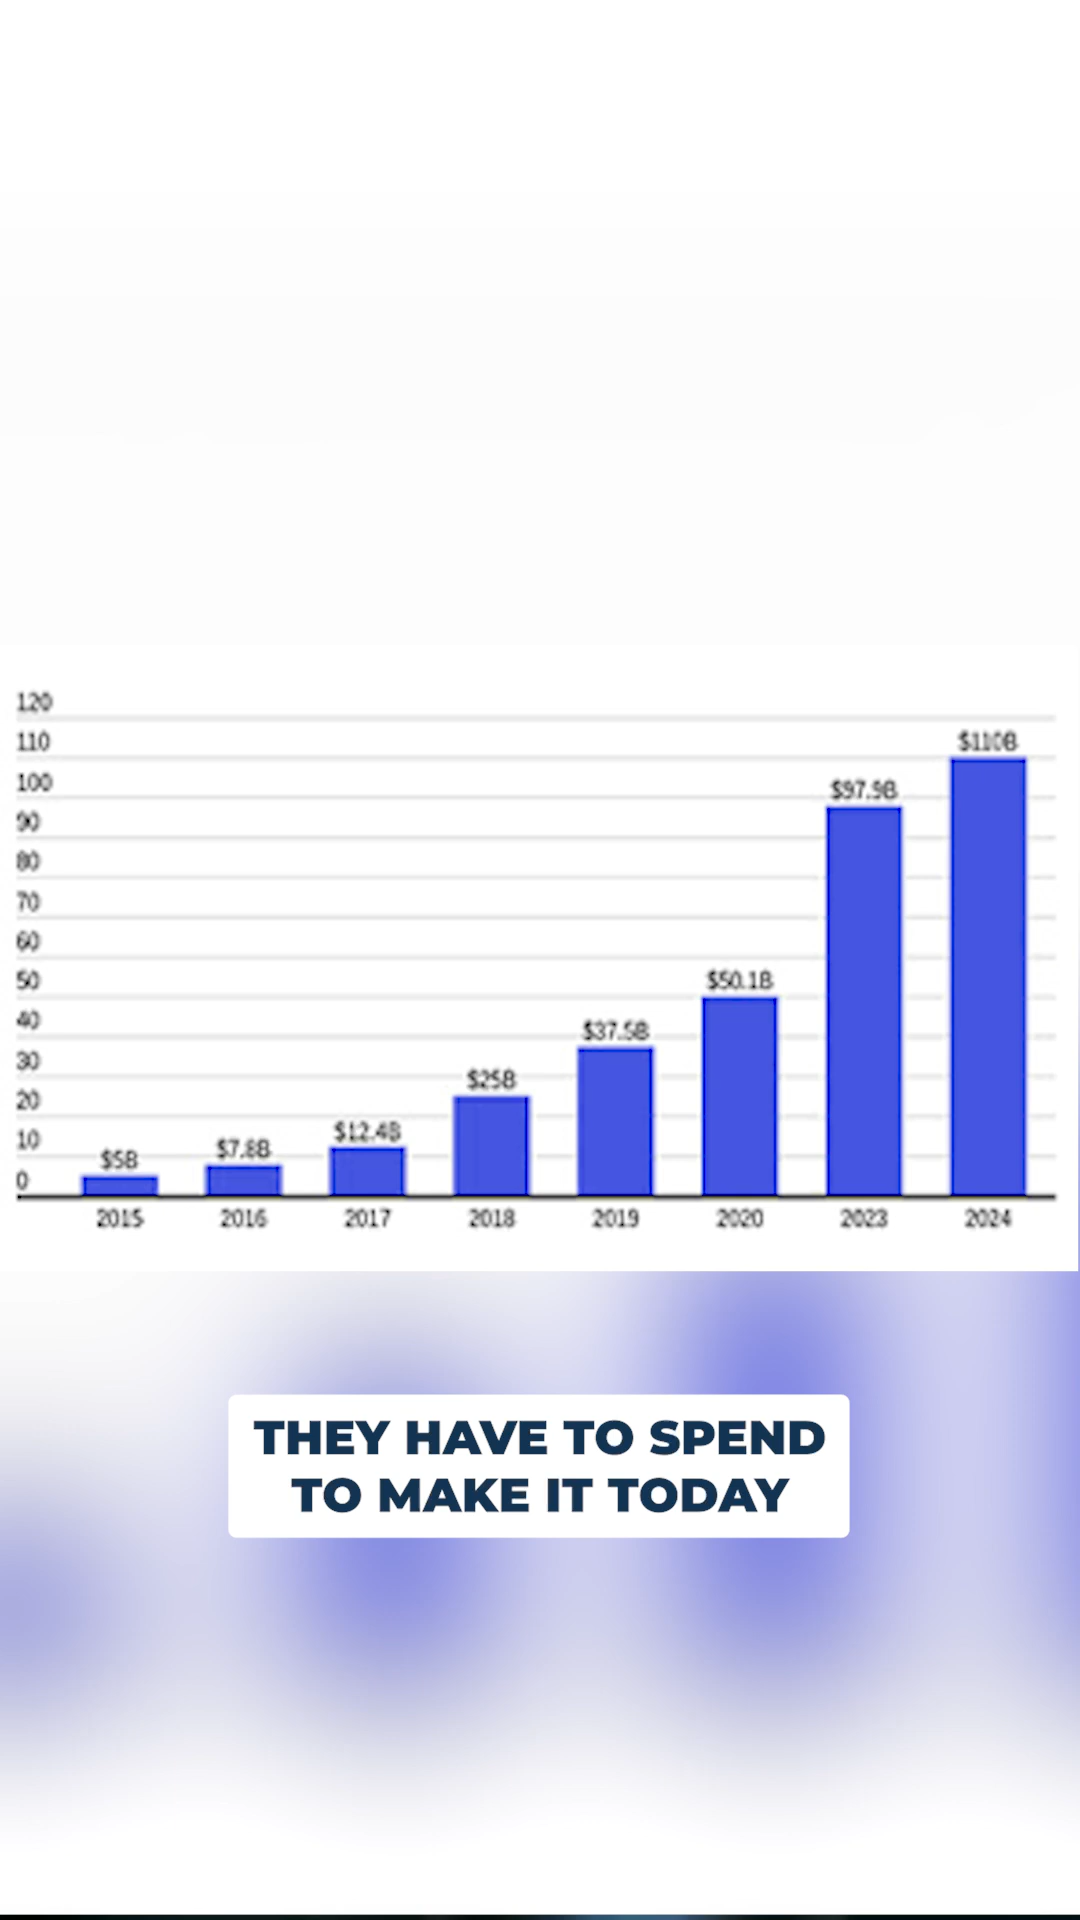 120
110
100
90
80
70
60
50
40
30
20
10
0
$5B
$7.8B
$12.4B
$25B
$37.5B
$50.1B
$97.9B
$110B
2015 2016 2017 2018 2019 2020 2023 2024
THEY HAVE TO SPEND
TO MAKE IT TODAY